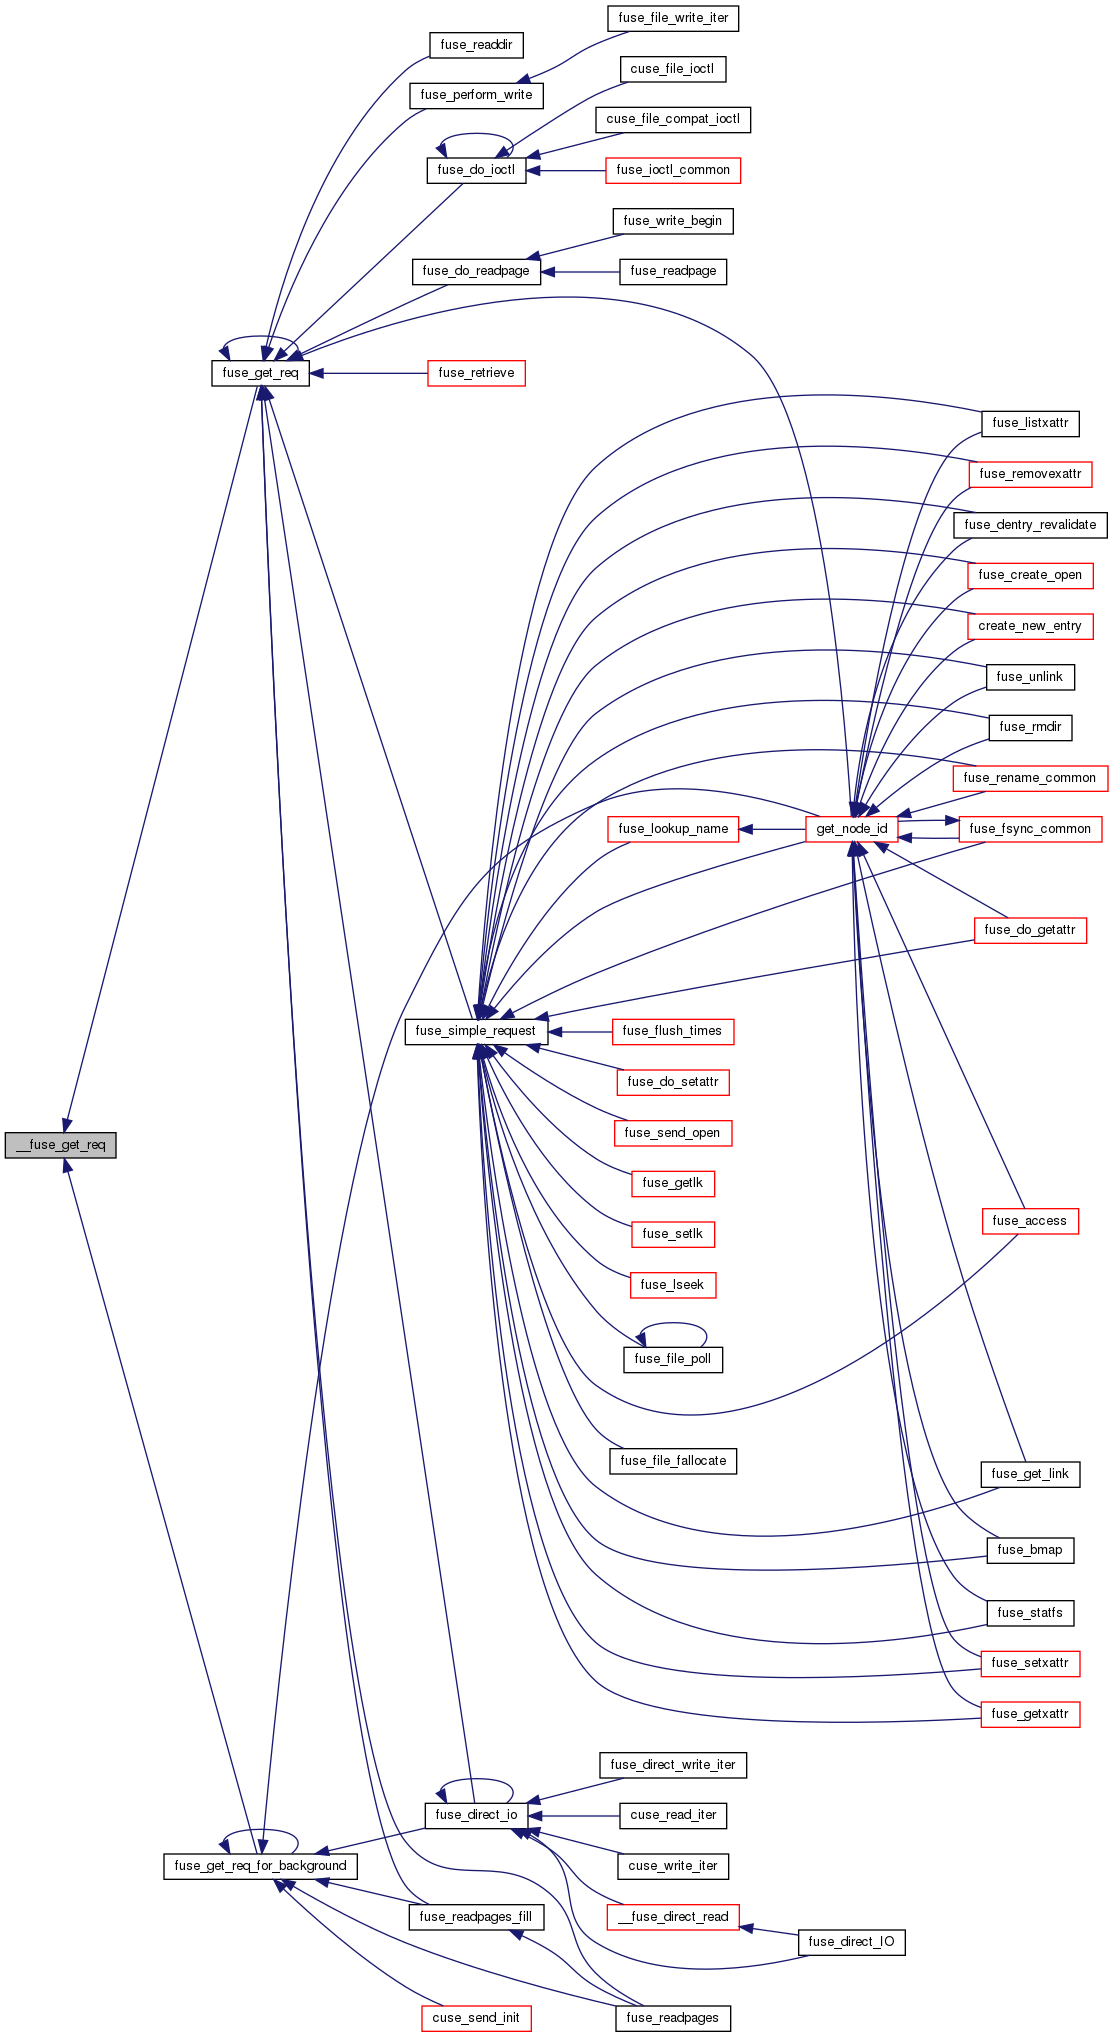 fuse_file_write_iter
fuse_readdir
cuse_file_ioctl
fuse_perform_write
cuse_file_compat_ioctl
fuse_do_ioctl
fuse_ioctl_common
fuse_write_begin
fuse_do_readpage
fuse_readpage
fuse_get_req
fuse_retrieve
fuse_listxattr
fuse_removexattr
fuse_dentry_revalidate
fuse_create_open
create_new_entry
fuse_unlink
fuse_rmdir
fuse_rename_common
fuse_lookup_name
get_node_id
fuse_fsync_common
fuse_do_getattr
fuse_simple_request
fuse_flush_times
fuse_do_setattr
fuse_send_open
__fuse_get_req
fuse_getlk
fuse_access
fuse_setlk
fuse_lseek
fuse_file_poll
fuse_file_fallocate
fuse_get_link
fuse_bmap
fuse_statfs
fuse_setxattr
fuse_getxattr
fuse_direct_write_iter
fuse_direct_io
cuse_read_iter
fuse_get_req_for_background
cuse_write_iter
fuse_readpages_fill
__fuse_direct_read
fuse_direct_IO
cuse_send_init
fuse_readpages